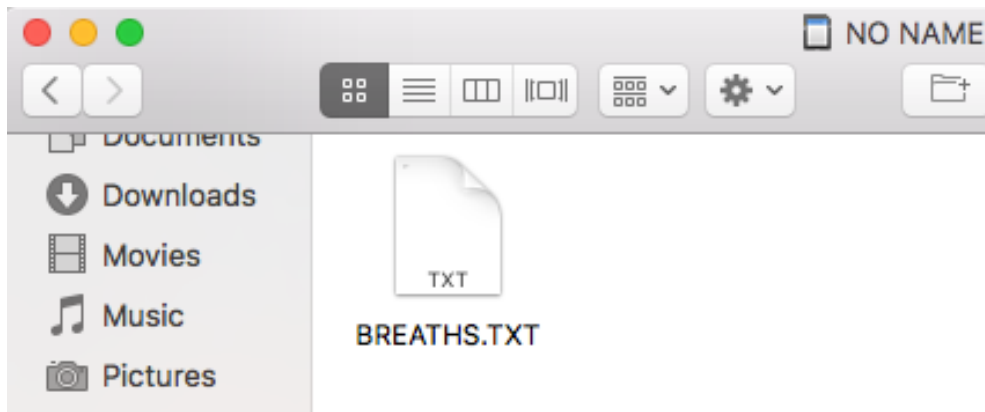 NO NAME
Documents
Downloads
Movies
TXT
Music
BREATHS.TXT
Pictures